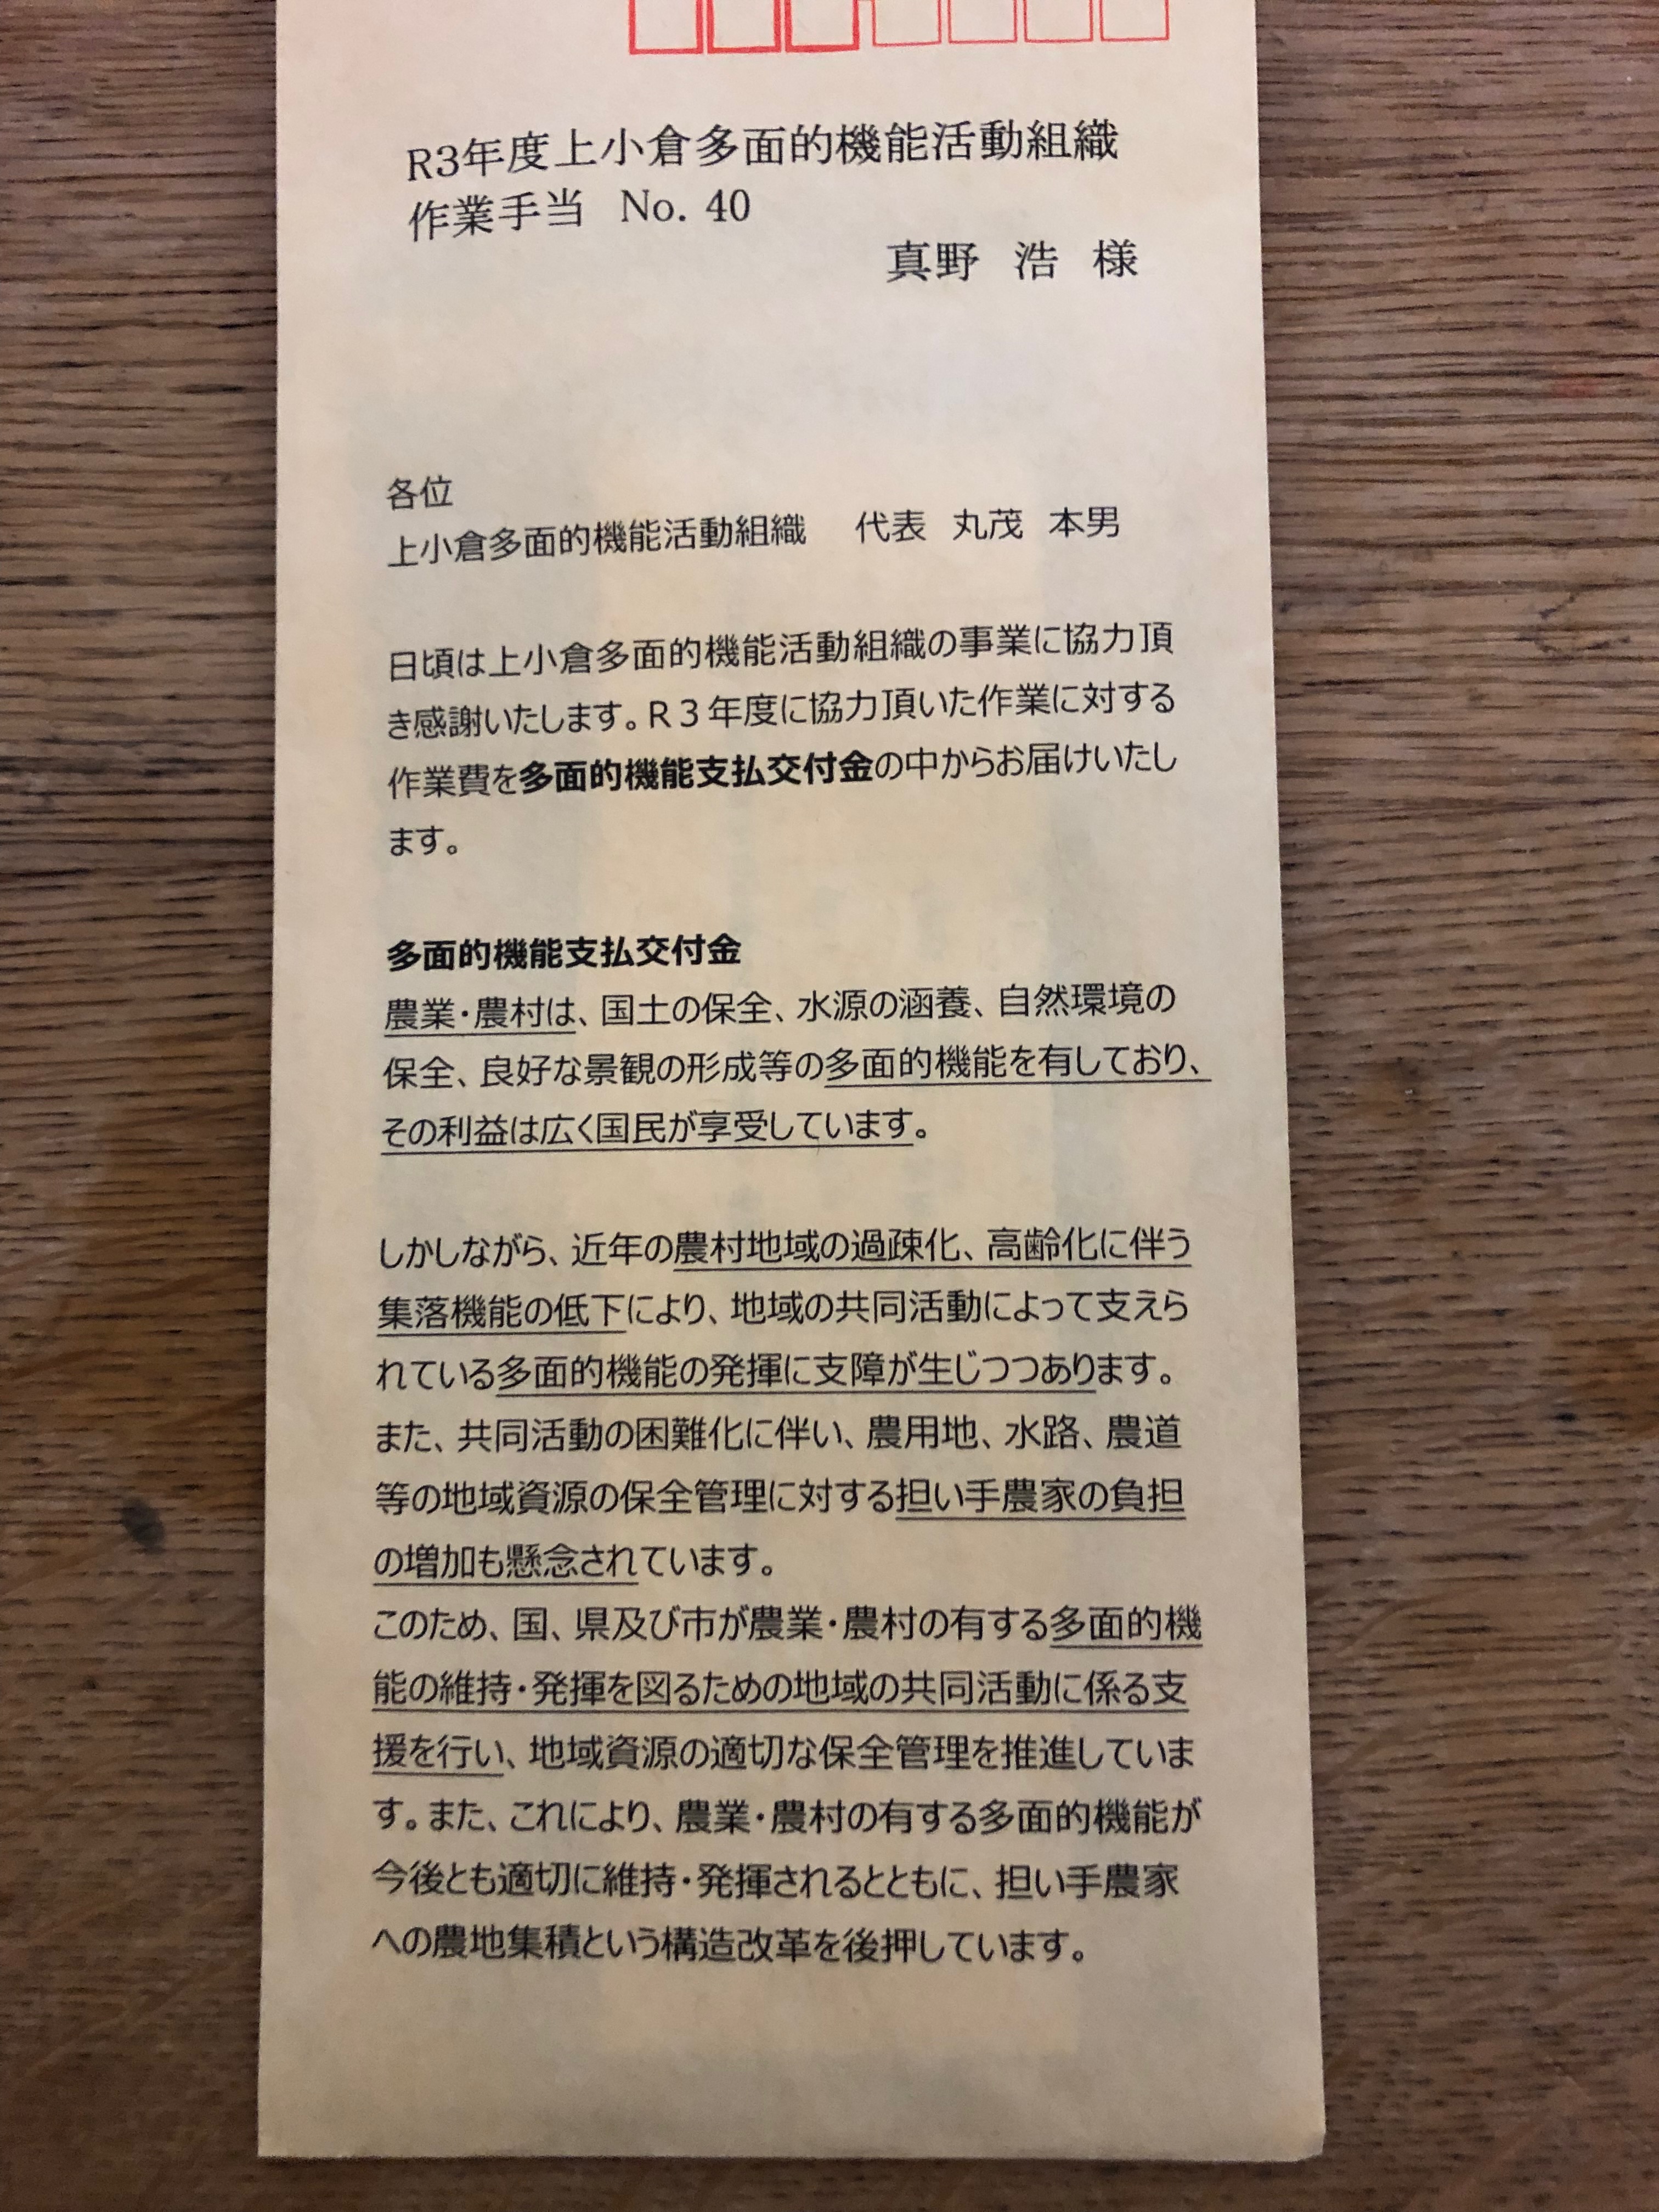 R3年度上小倉多面的機能活動組織
作業手当 No. 40
真野 浩 様
各位
上小倉多面的機能活動組織 代表 丸茂 本男
日頃は上小倉多面的機能活動組織の事業に協力頂
き感謝いたします。R3年度に協力頂いた作業に対する
作業費を多面的機能支払交付金の中からお届けいたし
ます。
多面的機能支払交付金
農業・農村は、国土の保全、水源の涵養、自然環境の
保全、良好な景観の形成等の多面的機能を有しており、
その利益は広く国民が享受しています。
しかしながら、近年の農村地域の過疎化、高齢化に伴う
集落機能の低下により、地域の共同活動によって支えら
れている多面的機能の発揮に支障が生じつつあります。
また、共同活動の困難化に伴い、農用地、水路、農道
等の地域資源の保全管理に対する担い手農家の負担
の増加も懸念されています。
このため、国、県及び市が農業・農村の有する多面的機
能の維持・発揮を図るための地域の共同活動に係る支
援を行い、地域資源の適切な保全管理を推進していま
す。また、これにより、農業・農村の有する多面的機能が
今後とも適切に維持・発揮されるとともに、担い手農家
への農地集積という構造改革を後押しています。